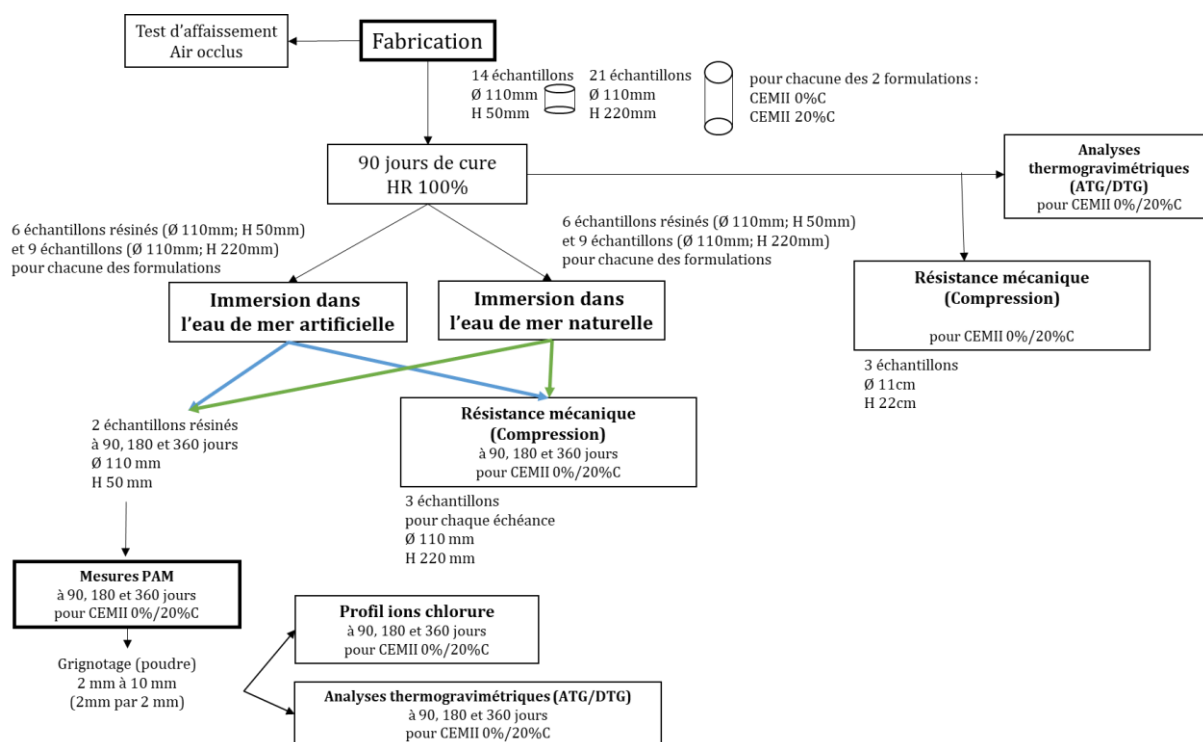 Test d'affaissement
Air occlus
Fabrication
14 échantillons
Ø 110mm
H 50mm
21 échantillons
Ø 110mm
H 220mm
pour chacune des 2 formulations :
CEMII 0%C
CEMII 20%C
90 jours de cure
HR 100%
Analyses
thermogravimétriques
(ATG/DTG)
pour CEMII 0%/20%C
6 échantillons résinés (Ø 110mm; H 50mm)
et 9 échantillons (Ø 110mm; H 220mm)
pour chacune des formulations
6 échantillons résinés (Ø 110mm; H 50mm)
et 9 échantillons (Ø 110mm; H 220mm)
pour chacune des formulations
Immersion dans
l'eau de mer artificielle
Immersion dans
l'eau de mer naturelle
Résistance mécanique
(Compression)
pour CEMII 0%/20%C
3 échantillons
Ø 11cm
H 22cm
2 échantillons résinés
à 90, 180 et 360 jours
Ø 110 mm
H 50 mm
Résistance mécanique
(Compression)
à 90, 180 et 360 jours
pour CEMII 0%/20%C
3 échantillons
pour chaque échéance
Ø 110 mm
H 220 mm
Mesures PAM
à 90, 180 et 360 jours
pour CEMII 0%/20%C
Grignotage (poudre)
2 mm à 10 mm
(2mm par 2 mm)
Profil ions chlorure
à 90, 180 et 360 jours
pour CEMII 0%/20%C
Analyses thermogravimétriques (ATG/DTG)
à 90, 180 et 360 jours
pour CEMII 0%/20%C